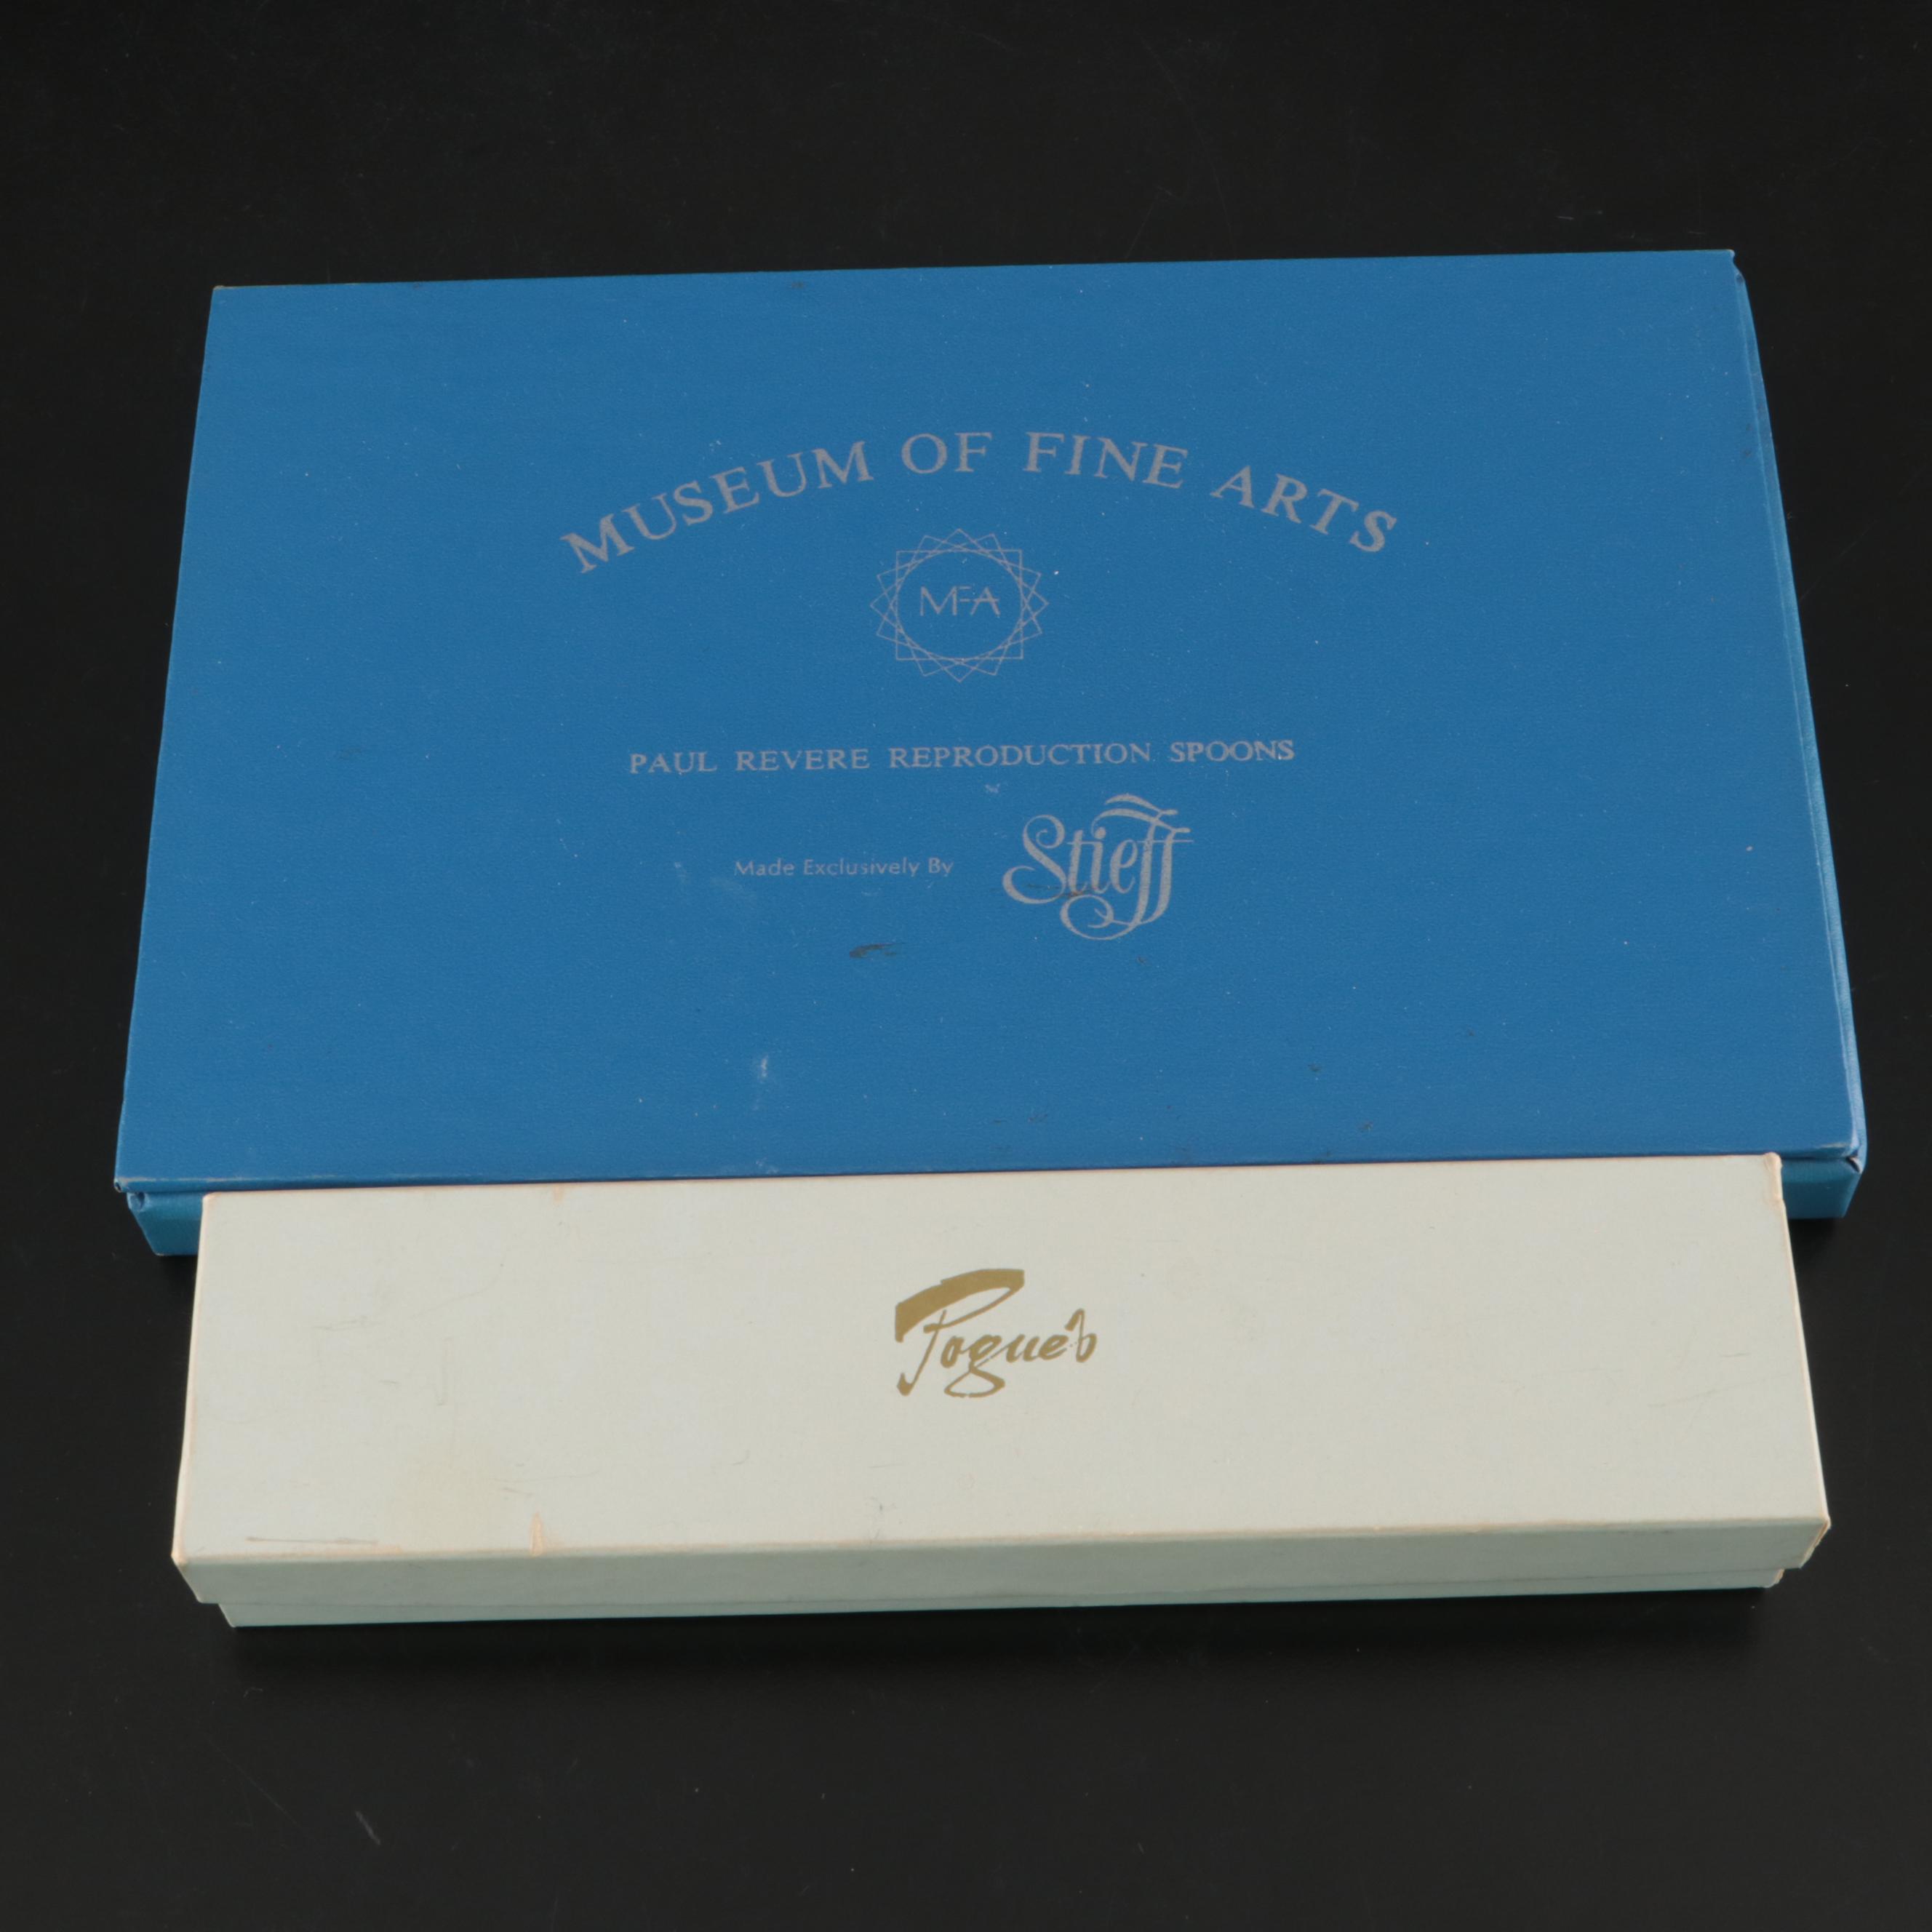 MUSEUM OF FINE ARTS
MFA
PAUL REVERE REPRODUCTION SPOONS
Made Exclusively By Stieff
Pogue's